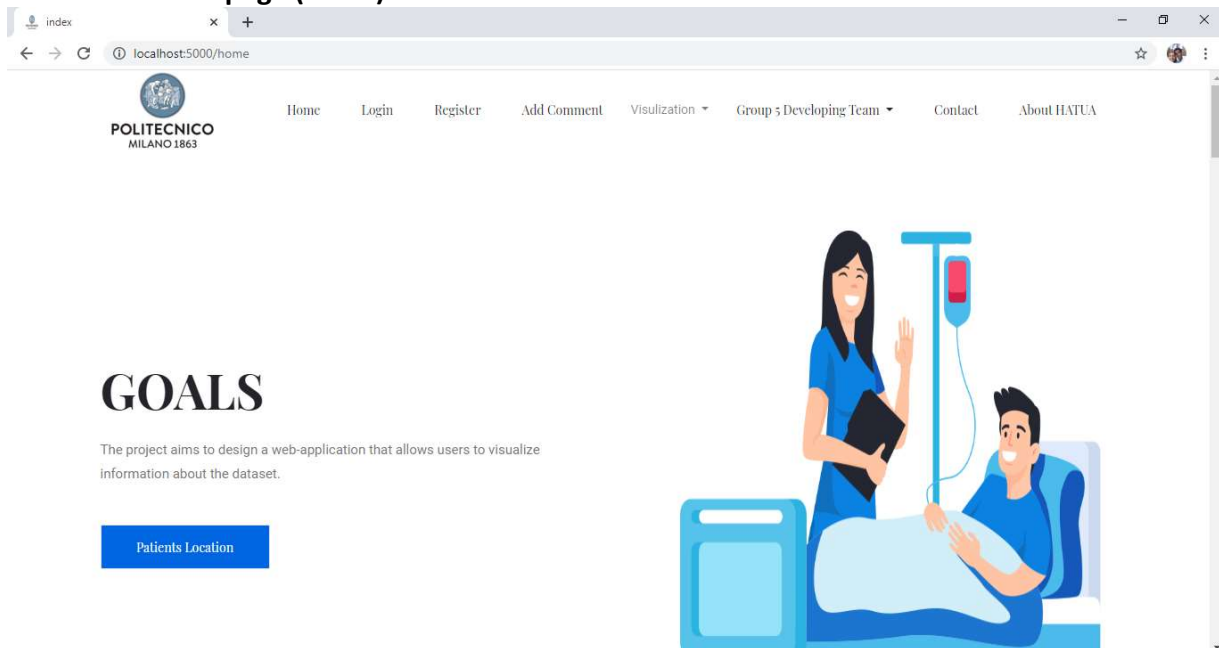 index
localhost:5000/home
POLITECNICO
MILANO 1863
Home Login Register Add Comment Visulization Group 5 Developing Team Contact About HATUA
GOALS
The project aims to design a web-application that allows users to visualize
information about the dataset.
Patients Location